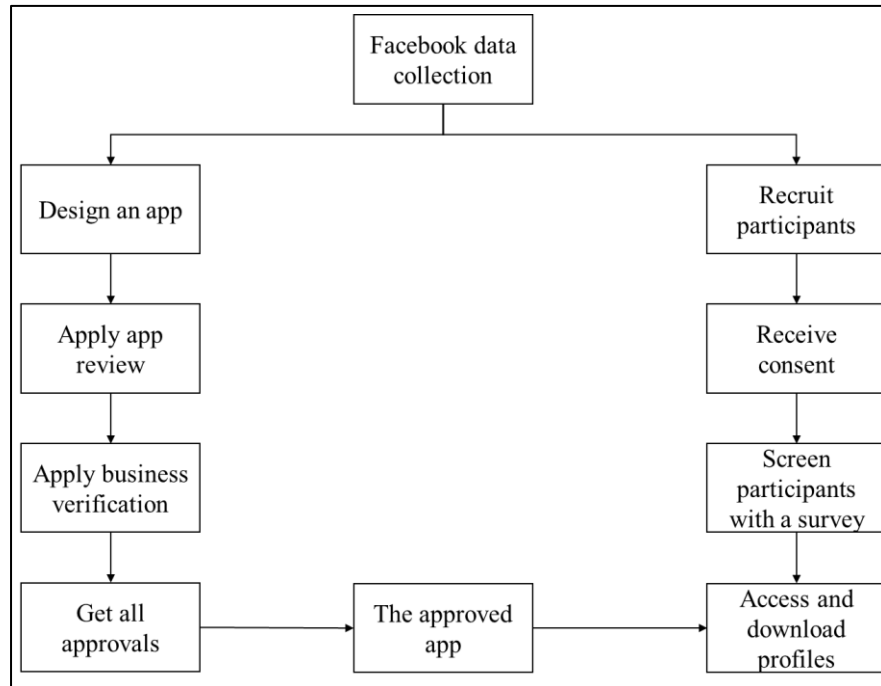 Facebook data
collection
Design an app
Recruit
participants
Apply app
review
Receive
consent
Apply business
verification
Screen
participants
with a survey
Get all
approvals
The approved
app
Access and
download
profiles